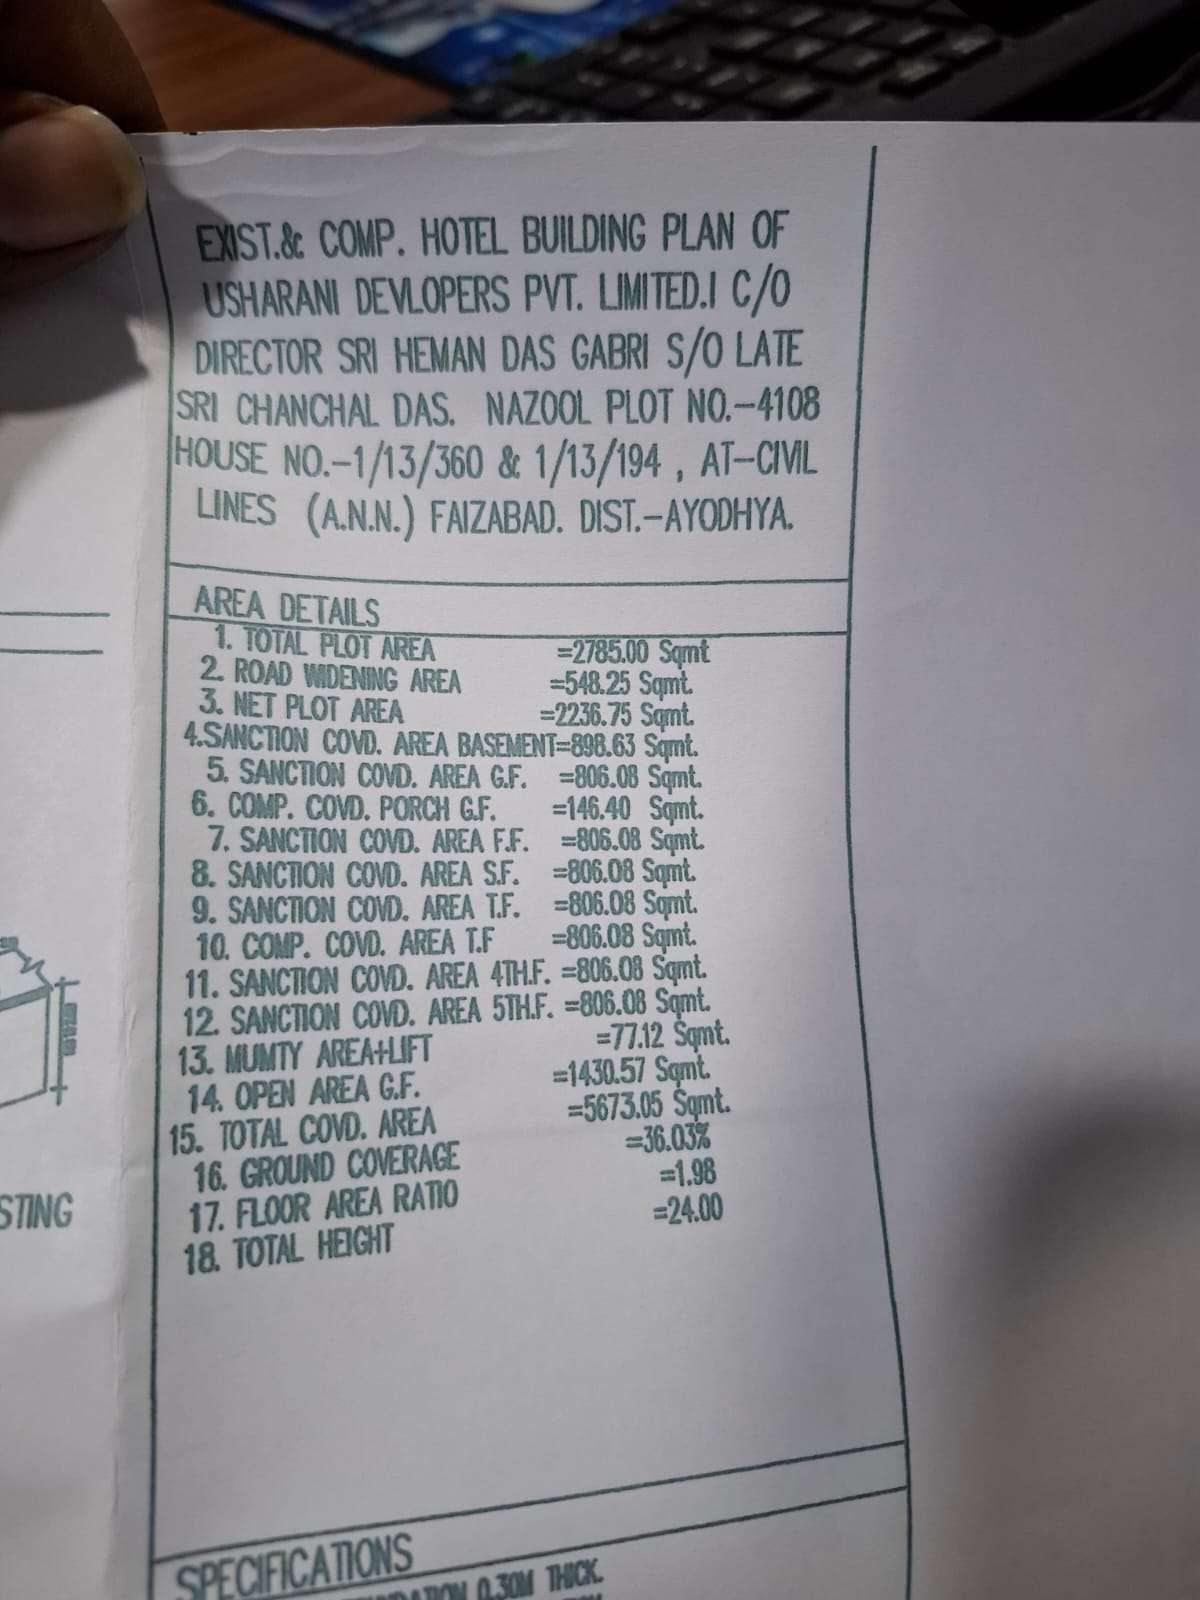 EXIST.& COMP. HOTEL BUILDING PLAN OF
USHARANI DEVLOPERS PVT. LIMITED.I C/O
DIRECTOR SRI HEMAN DAS GABRI S/O LATE
SRI CHANCHAL DAS. NAZOOL PLOT NO.-4108
HOUSE NO.-1/13/360 & 1/13/194 , AT-CIVIL
LINES (A.N.N.) FAIZABAD. DIST.-AYODHYA.
AREA DETAILS
1. TOTAL PLOT AREA =2785.00 Sqmt
2. ROAD WIDENING AREA =548.25 Sqmt.
3. NET PLOT AREA =2236.75 Sqmt.
4.SANCTION COVD. AREA BASEMENT=898.63 Sqmt.
5. SANCTION COVD. AREA G.F. =806.08 Sqmt.
6. COMP. COVD. PORCH G.F. =146.40 Sqmt.
7. SANCTION COVD. AREA F.F. =806.08 Sqmt.
8. SANCTION COVD. AREA S.F. =806.08 Sqmt.
9. SANCTION COVD. AREA T.F. =806.08 Sqmt.
10. COMP. COVD. AREA T.F =806.08 Sqmt.
11. SANCTION COVD. AREA 4TH.F. =806.08 Sqmt.
12. SANCTION COVD. AREA 5TH.F. =806.08 Sqmt.
13. MUMTY AREA+LIFT =77.12 Sqmt.
14. OPEN AREA G.F. =1430.57 Sqmt.
15. TOTAL COVD. AREA =5673.05 Sqmt.
16. GROUND COVERAGE =36.03%
17. FLOOR AREA RATIO =1.98
18. TOTAL HEIGHT =24.00
STING
SPECIFICATIONS
0.30M THICK.